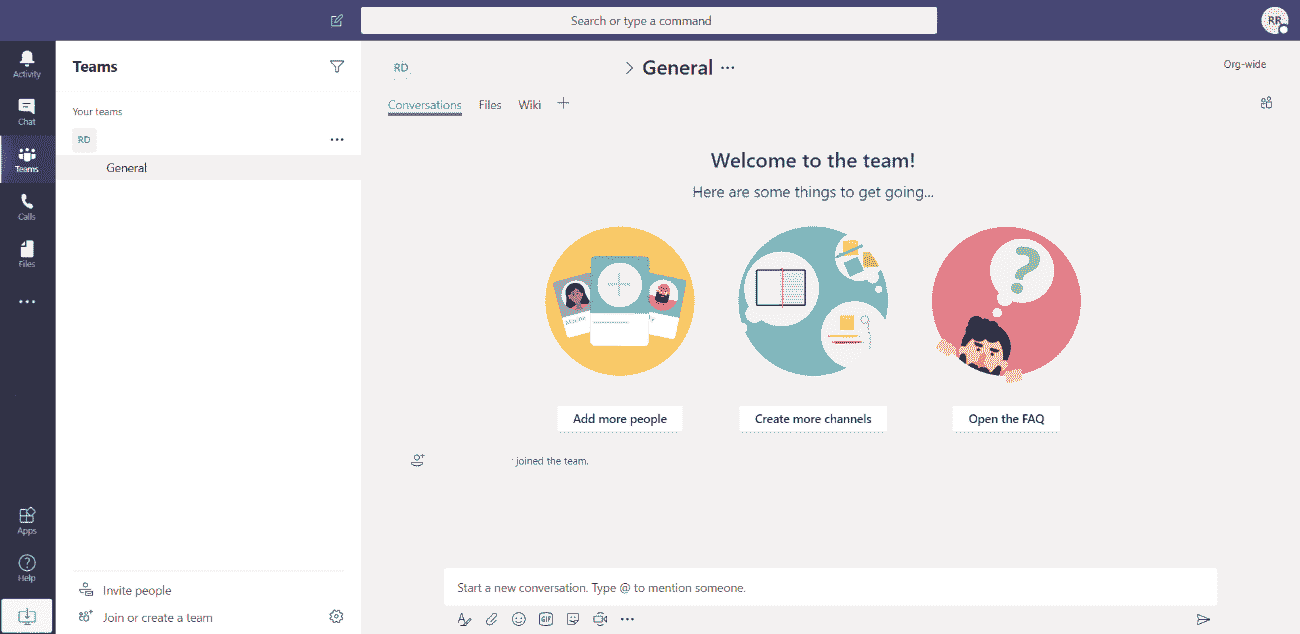 Search or type a command
RR
Activity
Chat
Teams
Calls
Files
Apps
Help
Teams
Your teams
RD
General
Invite people
Join or create a team
RD
General
Org-wide
Conversations Files Wiki
Welcome to the team!
Here are some things to get going...
Add more people
Create more channels
Open the FAQ
joined the team.
Start a new conversation. Type @ to mention someone.
GIF